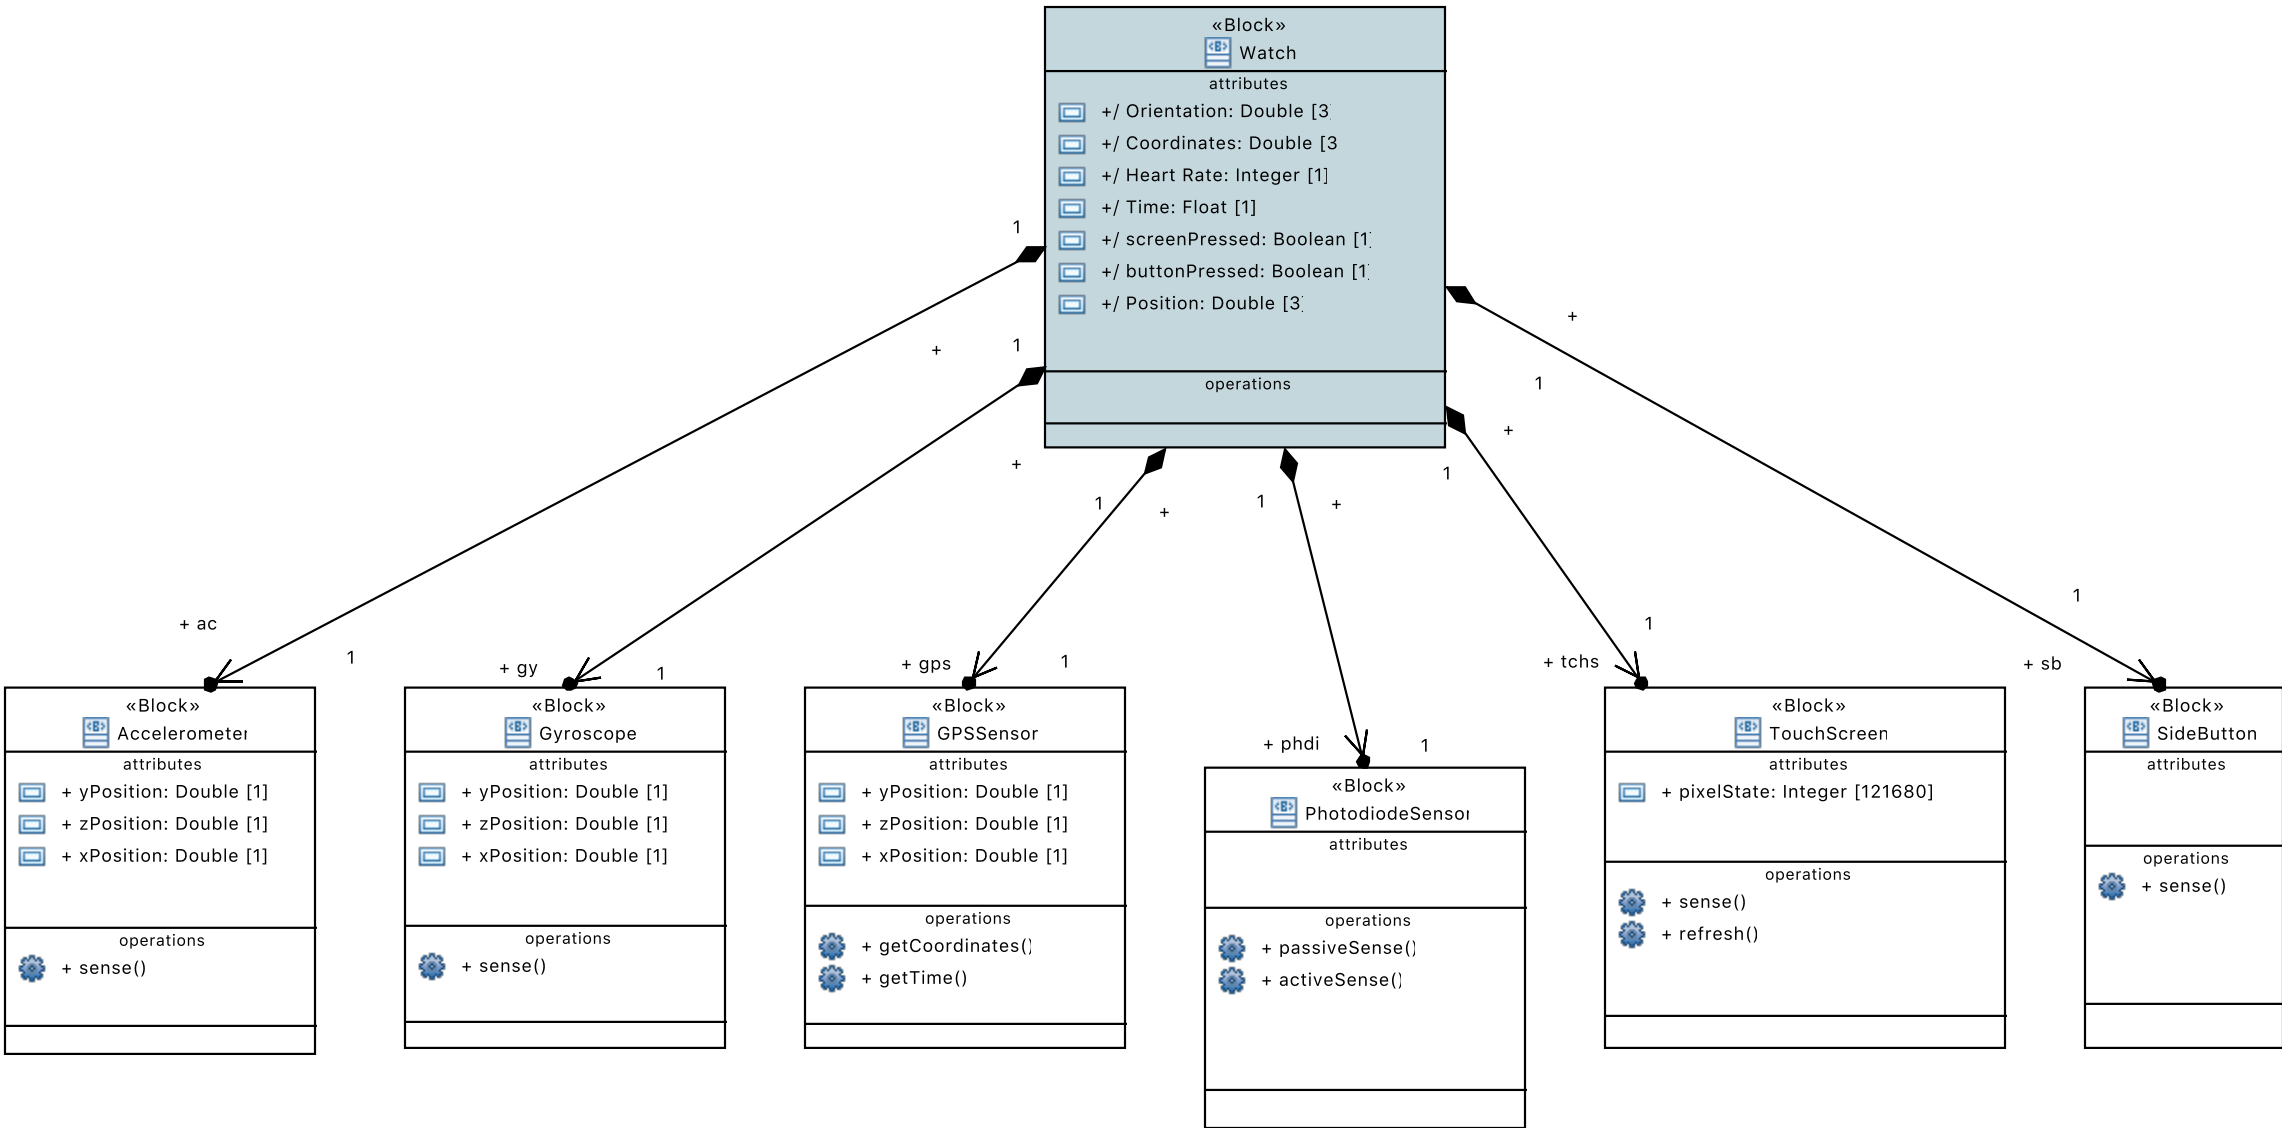 «Block»
Watch
attributes
+/ Orientation: Double [3]
+/ Coordinates: Double [3
+/ Heart Rate: Integer [1]
+/ Time: Float [1]
+/ screenPressed: Boolean [1]
+/ buttonPressed: Boolean [1]
+/ Position: Double [3]
operations
1
+
1
+
1
+
1
+
1
+
1
+
+ ac
1
+ gy
1
+ gps
1
+ phdi
1
+ tchs
1
+ sb
1
«Block»
Accelerometer
attributes
+ yPosition: Double [1]
+ zPosition: Double [1]
+ xPosition: Double [1]
operations
+ sense()
«Block»
Gyroscope
attributes
+ yPosition: Double [1]
+ zPosition: Double [1]
+ xPosition: Double [1]
operations
+ sense()
«Block»
GPSSensor
attributes
+ yPosition: Double [1]
+ zPosition: Double [1]
+ xPosition: Double [1]
operations
+ getCoordinates()
+ getTime()
«Block»
PhotodiodeSensor
attributes
operations
+ passiveSense()
+ activeSense()
«Block»
TouchScreen
attributes
+ pixelState: Integer [121680]
operations
+ sense()
+ refresh()
«Block»
SideButton
attributes
operations
+ sense()